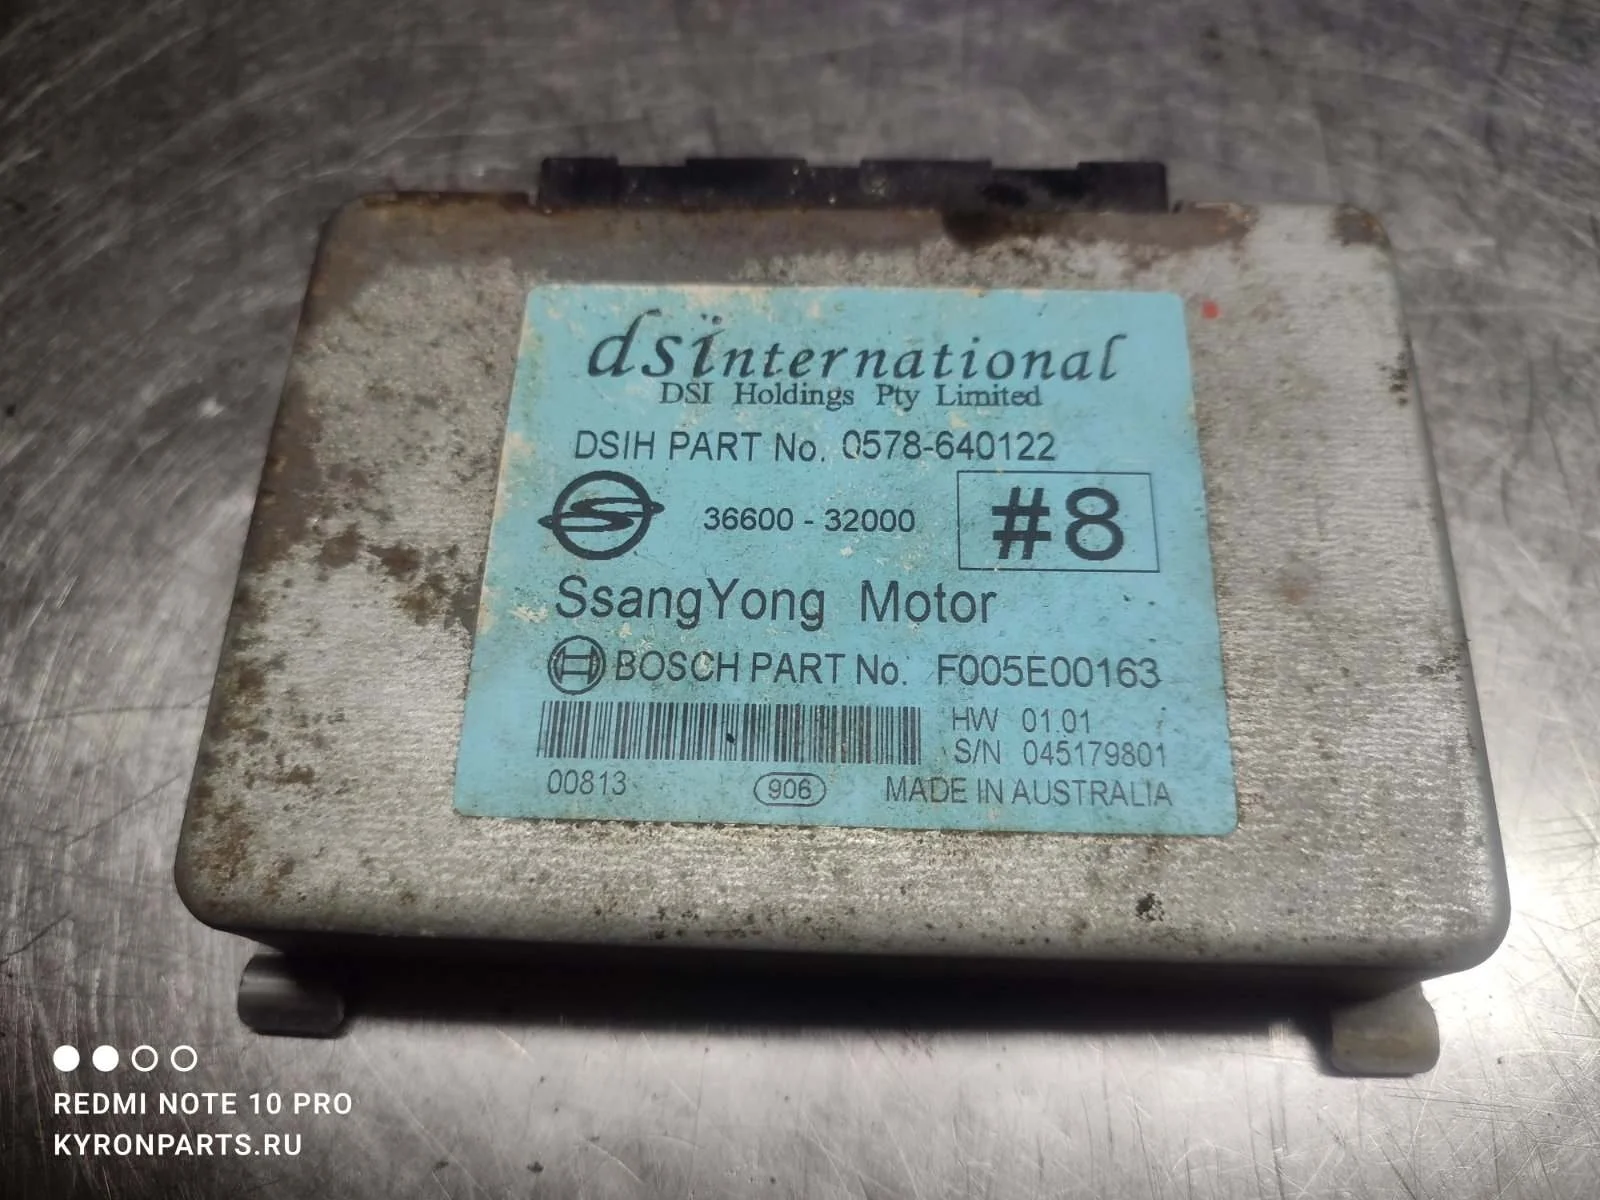 dsinternational
DSI Holdings Pty Limited
DSIH PART No. 0578-640122
36600 - 32000 #8
SsangYong Motor
BOSCH PART No. F005E00163
HW 01.01
S/N 045179801
00813 906 MADE IN AUSTRALIA
REDMI NOTE 10 PRO
KYRONPARTS.RU